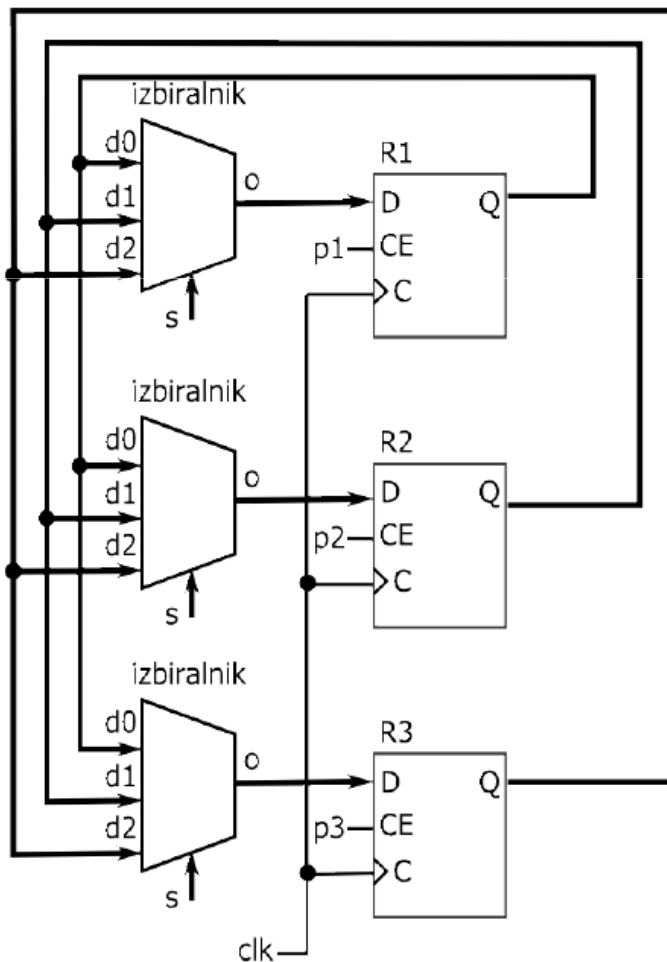 izbiralnik
d0
d1
d2
o
s
R1
D Q
p1 CE
C
izbiralnik
d0
d1
d2
o
s
R2
D Q
p2 CE
C
izbiralnik
d0
d1
d2
o
s
R3
D Q
p3 CE
C
clk